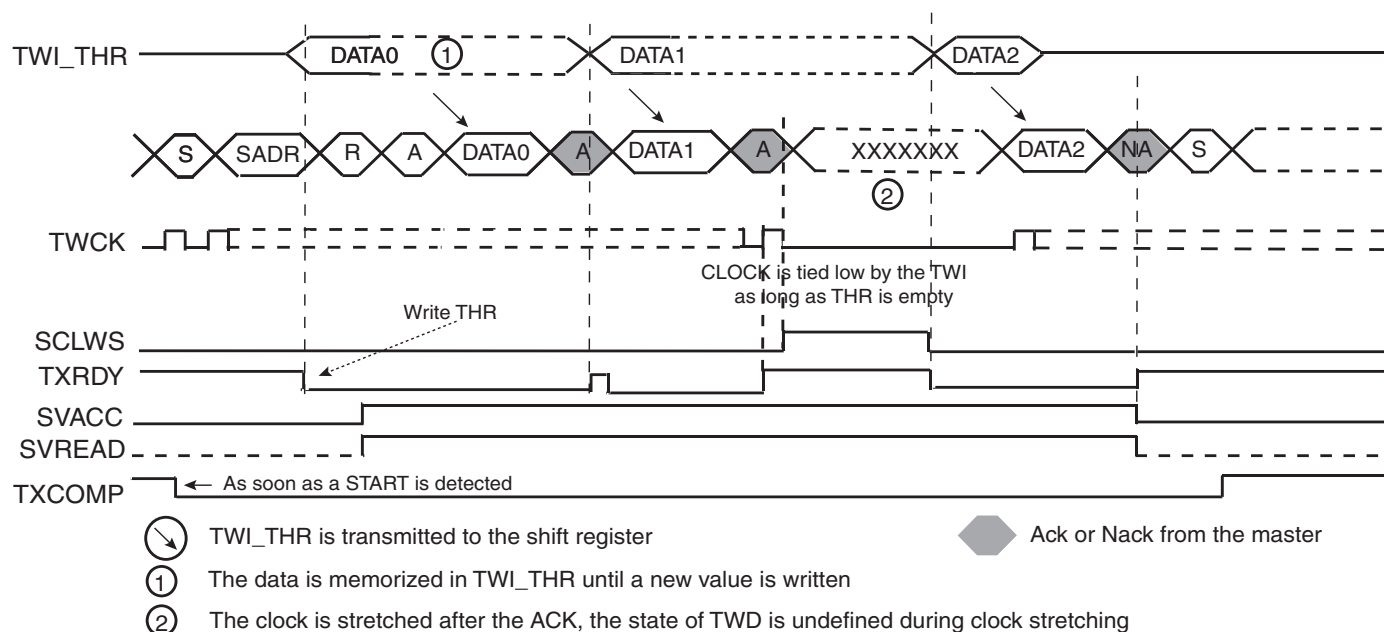 TWI_THR DATA0 1 DATA1 DATA2
S SADR R A DATA0 A DATA1 A XXXXXXX DATA2 NA S
2
TWCK
CLOCK is tied low by the TWI
as long as THR is empty
Write THR
SCLWS
TXRDY
SVACC
SVREAD
As soon as a START is detected
TXCOMP
TWI_THR is transmitted to the shift register
Ack or Nack from the master
1 The data is memorized in TWI_THR until a new value is written
2 The clock is stretched after the ACK, the state of TWD is undefined during clock stretching